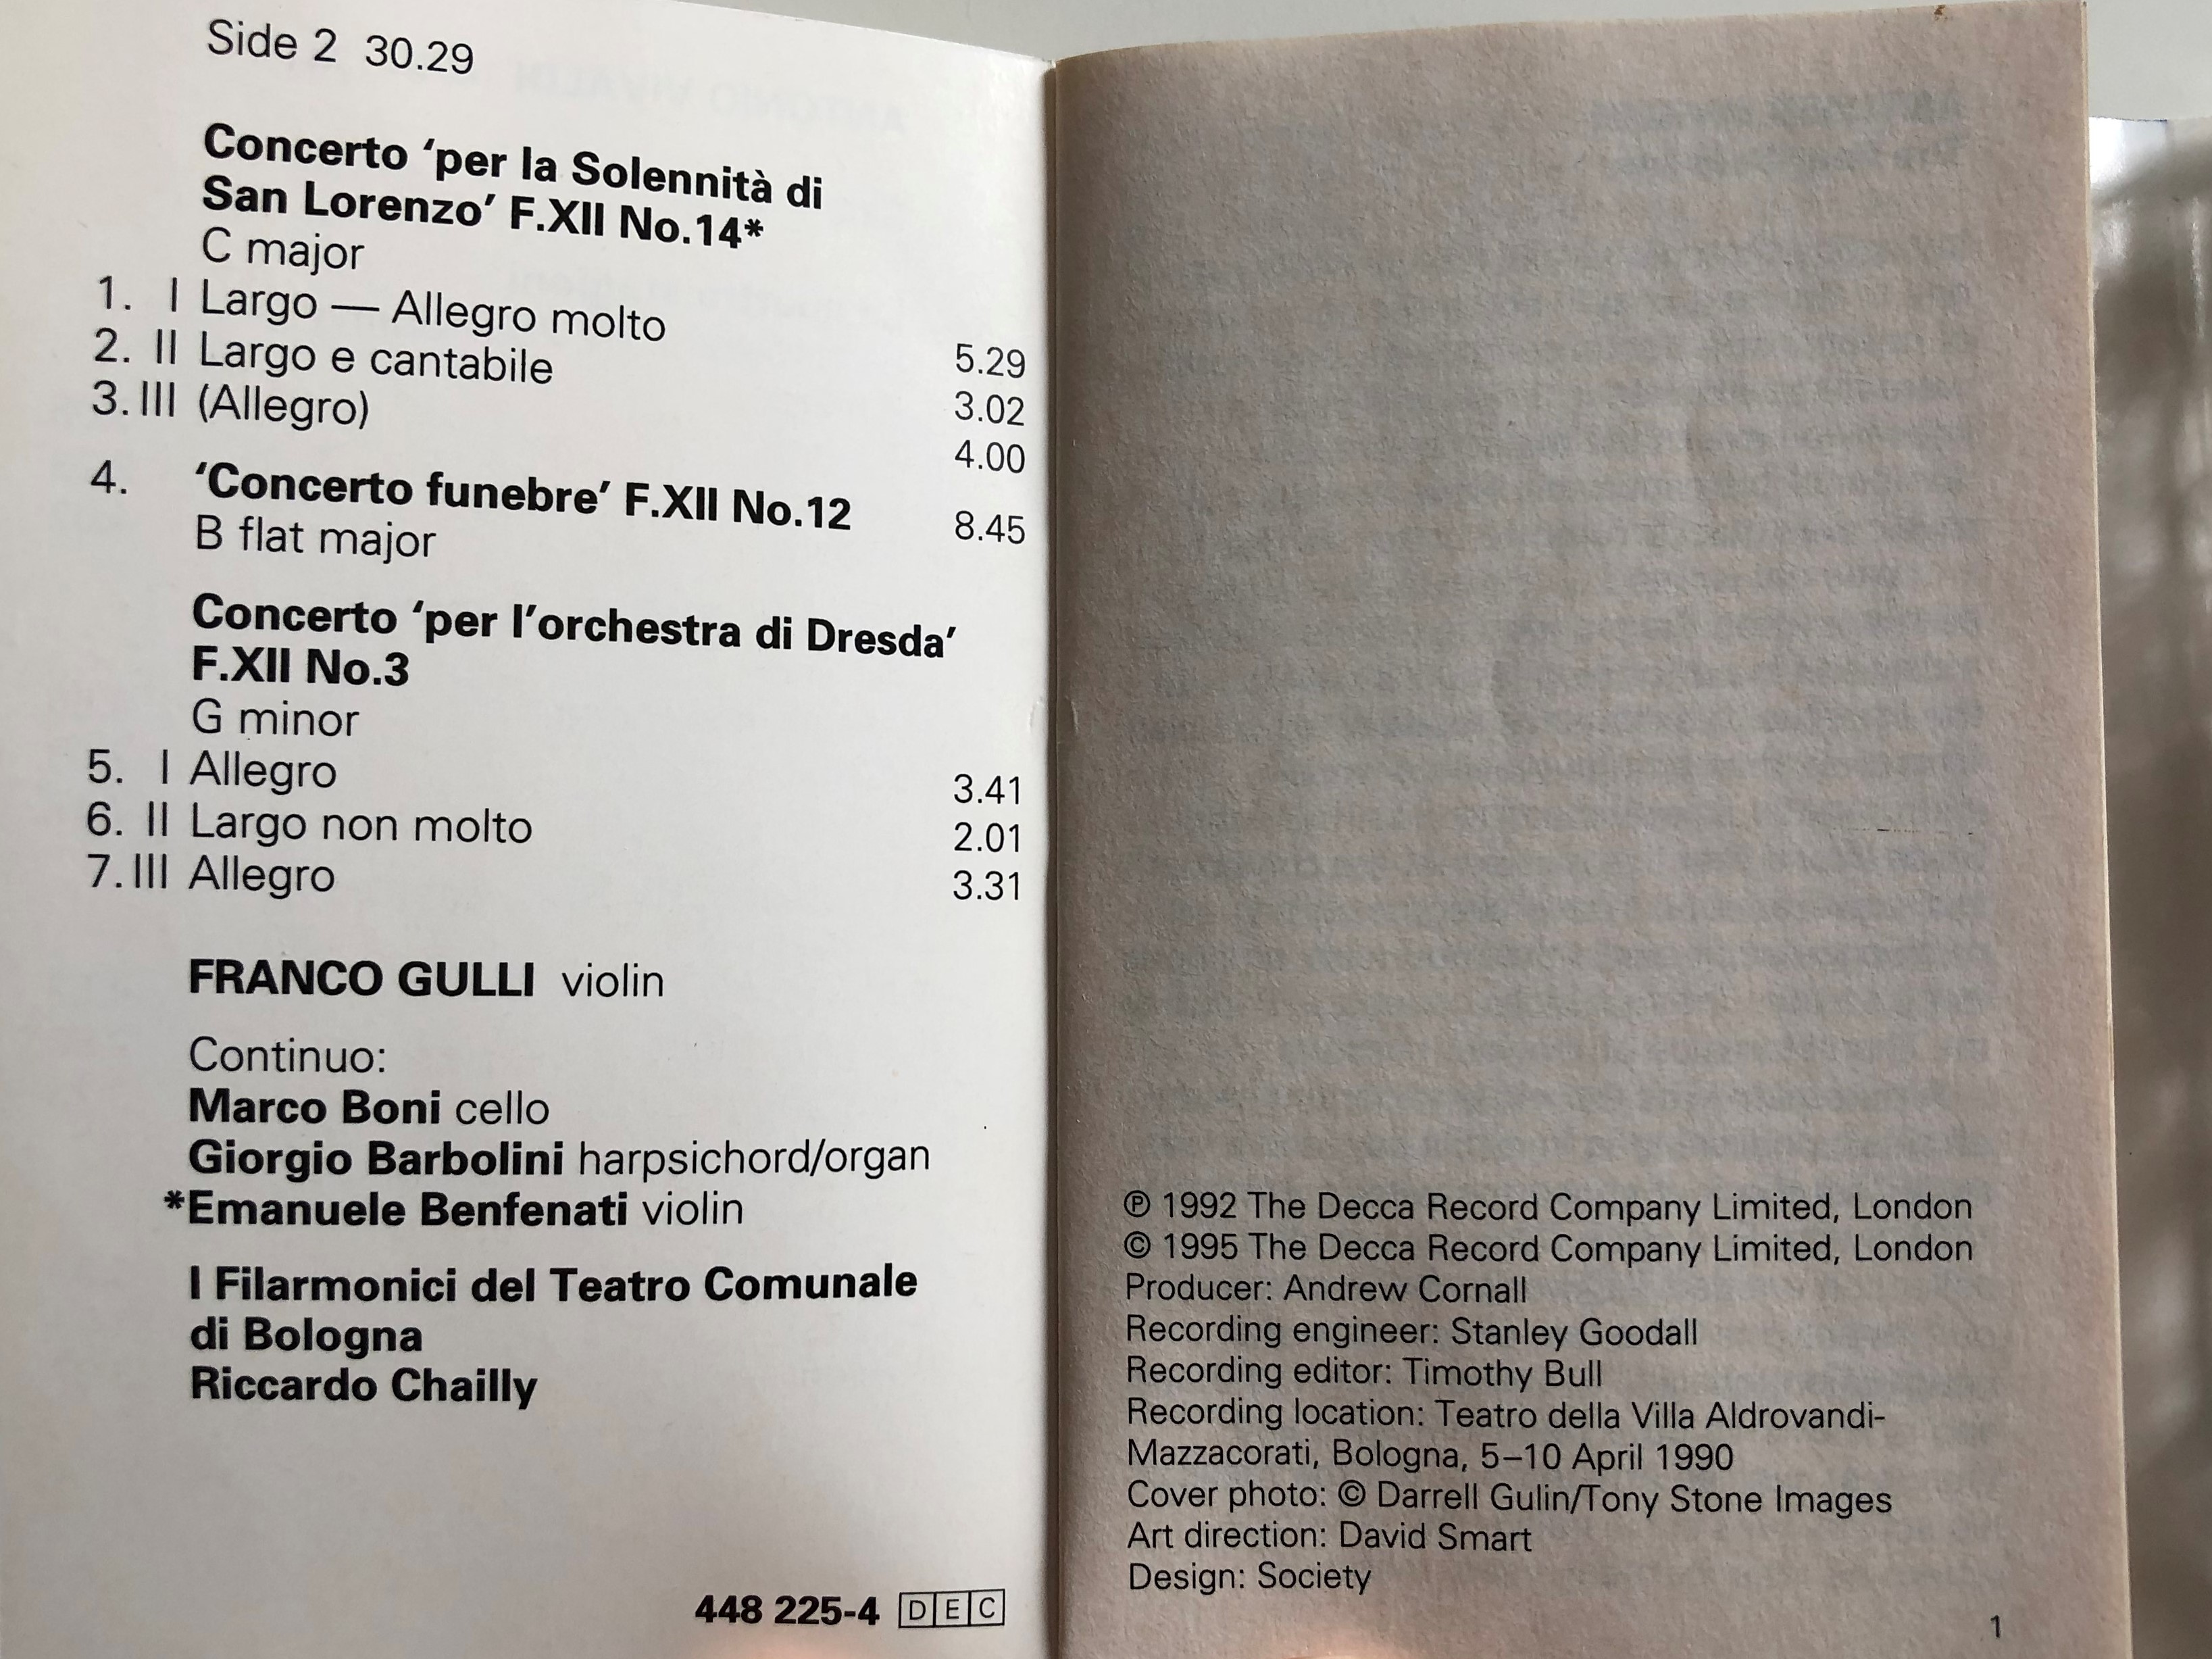 Side 2 30.29
Concerto ‘per la Solennità di
San Lorenzo’ F.XII No.14*
C major
1. I Largo — Allegro molto 5.29
2. II Largo e cantabile 3.02
3. III (Allegro) 4.00
4. ‘Concerto funebre’ F.XII No.12 8.45
B flat major
Concerto ‘per l’orchestra di Dresda’
F.XII No.3
G minor
5. I Allegro 3.41
6. II Largo non molto 2.01
7. III Allegro 3.31
FRANCO GULLI violin
Continuo:
Marco Boni cello
Giorgio Barbolini harpsichord/organ
*Emanuele Benfenati violin
I Filarmonici del Teatro Comunale
di Bologna
Riccardo Chailly
448 225-4 DEC
℗ 1992 The Decca Record Company Limited, London
© 1995 The Decca Record Company Limited, London
Producer: Andrew Cornall
Recording engineer: Stanley Goodall
Recording editor: Timothy Bull
Recording location: Teatro della Villa Aldrovandi-
Mazzacorati, Bologna, 5–10 April 1990
Cover photo: © Darrell Gulin/Tony Stone Images
Art direction: David Smart
Design: Society
1